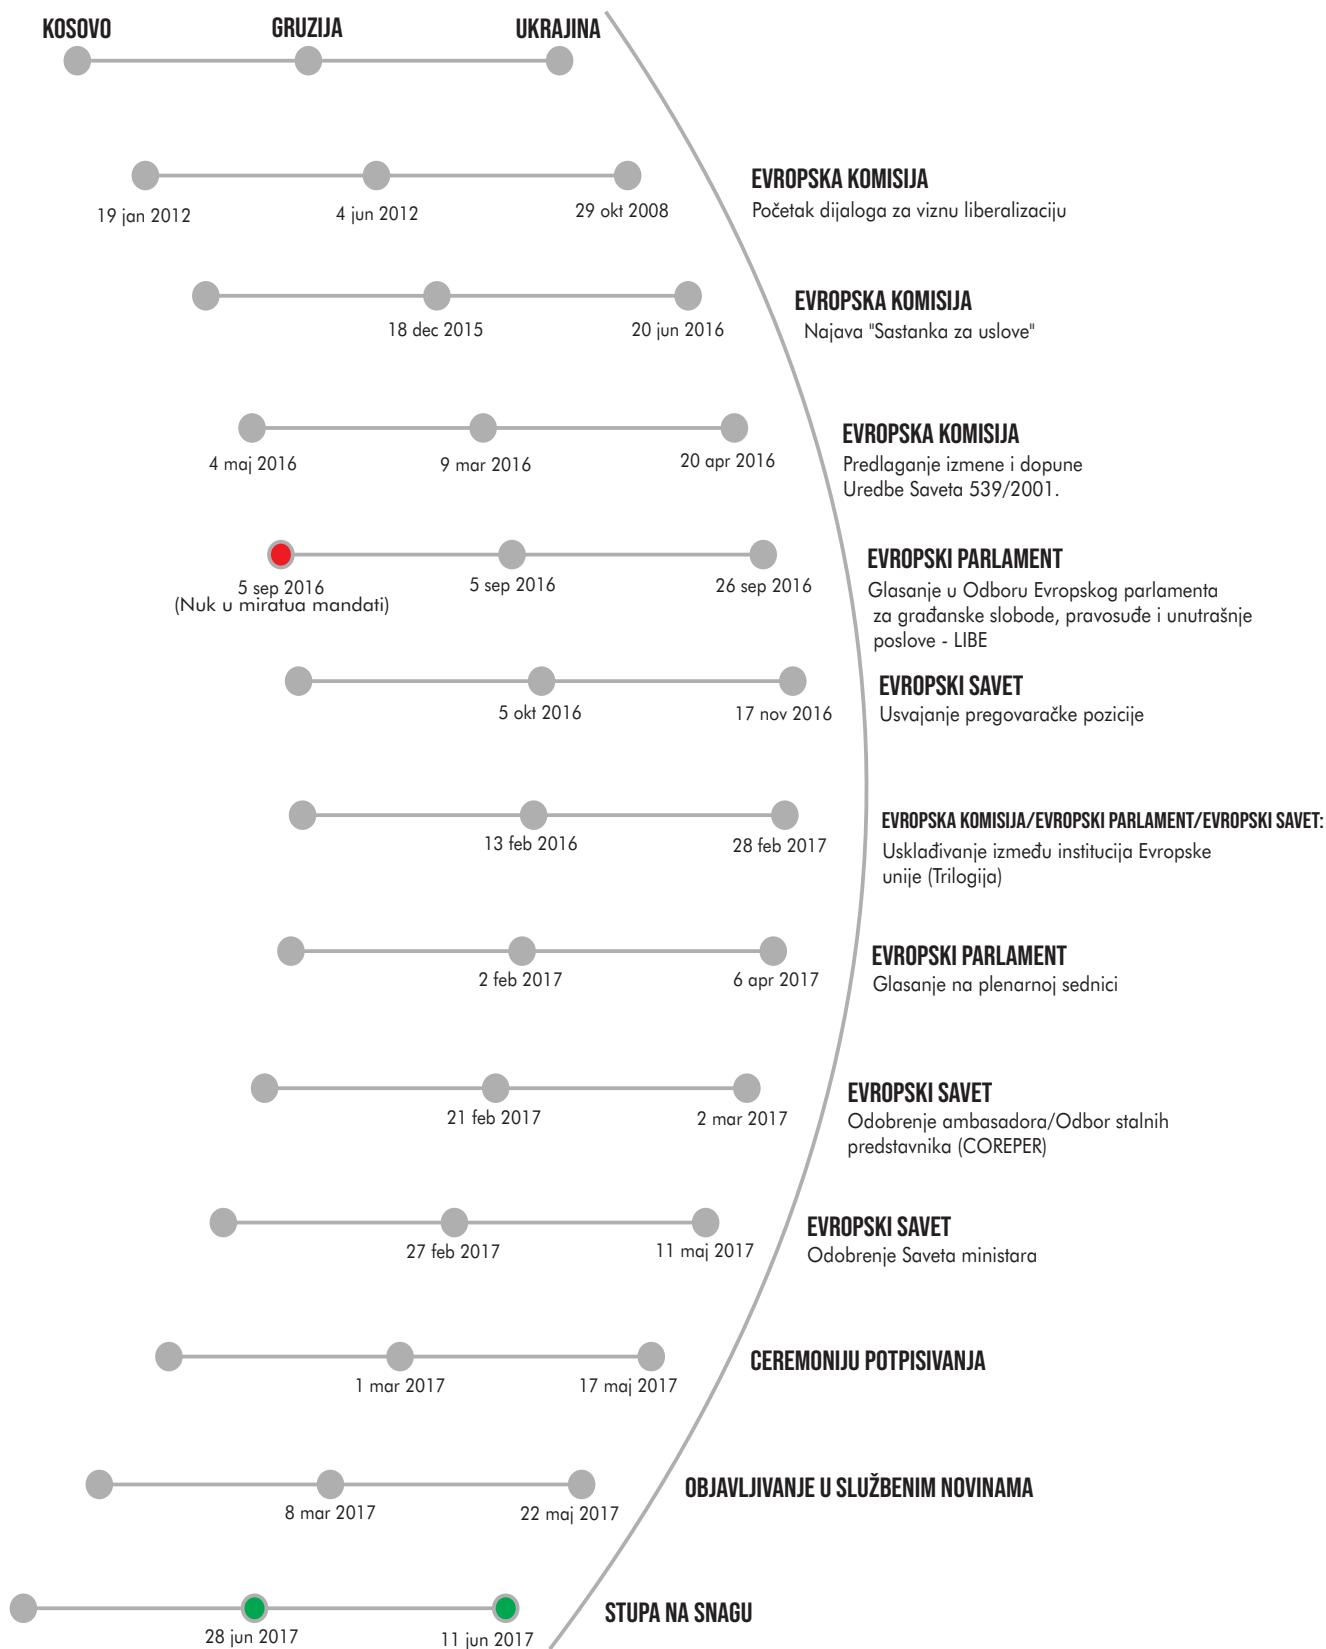 KOSOVO GRUZIJA UKRAJINA
19 jan 2012 4 jun 2012 29 okt 2008
EVROPSKA KOMISIJA
Početak dijaloga za viznu liberalizaciju
18 dec 2015 20 jun 2016
EVROPSKA KOMISIJA
Najava "Sastanka za uslove"
4 maj 2016 9 mar 2016 20 apr 2016
EVROPSKA KOMISIJA
Predlaganje izmene i dopune
Uredbe Saveta 539/2001.
5 sep 2016 5 sep 2016 26 sep 2016
(Nuk u miratua mandati)
EVROPSKI PARLAMENT
Glasanje u Odboru Evropskog parlamenta
za građanske slobode, pravosuđe i unutrašnje
poslove - LIBE
5 okt 2016 17 nov 2016
EVROPSKI SAVET
Usvajanje pregovaračke pozicije
13 feb 2016 28 feb 2017
EVROPSKA KOMISIJA/EVROPSKI PARLAMENT/EVROPSKI SAVET:
Usklađivanje između institucija Evropske
unije (Trilogija)
2 feb 2017 6 apr 2017
EVROPSKI PARLAMENT
Glasanje na plenarnoj sednici
21 feb 2017 2 mar 2017
EVROPSKI SAVET
Odobrenje ambasadora/Odbor stalnih
predstavnika (COREPER)
27 feb 2017 11 maj 2017
EVROPSKI SAVET
Odobrenje Saveta ministara
1 mar 2017 17 maj 2017
CEREMONIJU POTPISIVANJA
8 mar 2017 22 maj 2017
OBJAVLJIVANJE U SLUŽBENIM NOVINAMA
28 jun 2017 11 jun 2017
STUPA NA SNAGU